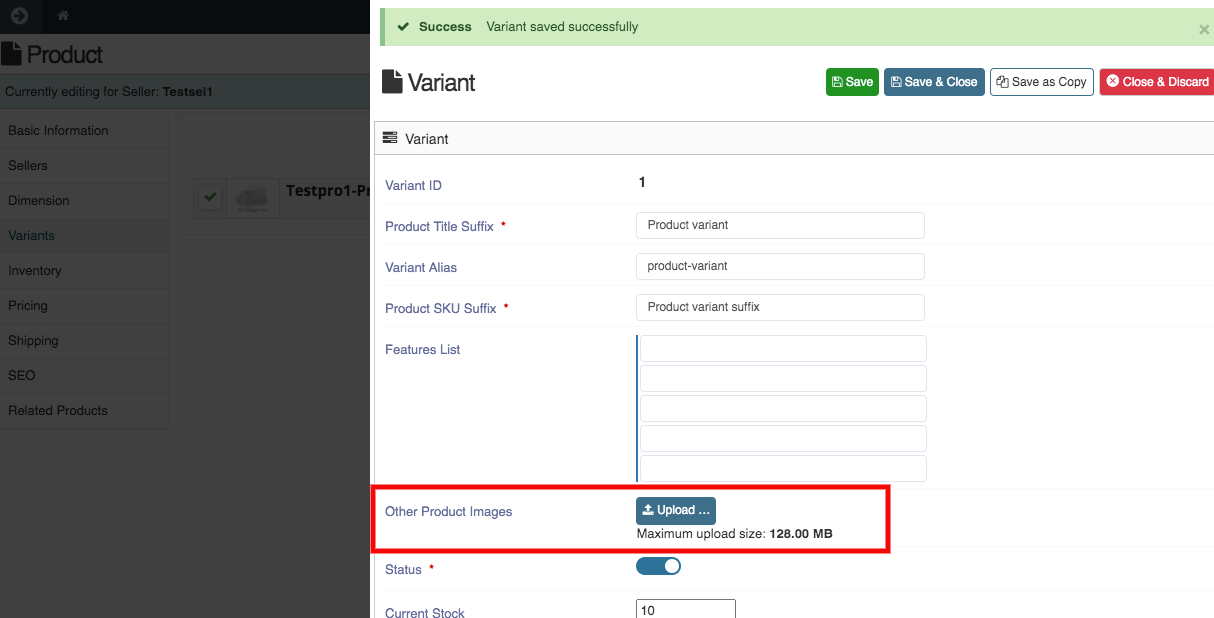 Product
Currently editing for Seller: Testsel1
Basic Information
Sellers
Dimension
Variants
Inventory
Pricing
Shipping
SEO
Related Products
Testpro1-Pr
Success Variant saved successfully ×
Variant
Save Save & Close Save as Copy Close & Discard
Variant
Variant ID 1
Product Title Suffix * Product variant
Variant Alias product-variant
Product SKU Suffix * Product variant suffix
Features List
Other Product Images Upload ...
Maximum upload size: 128.00 MB
Status *
Current Stock 10